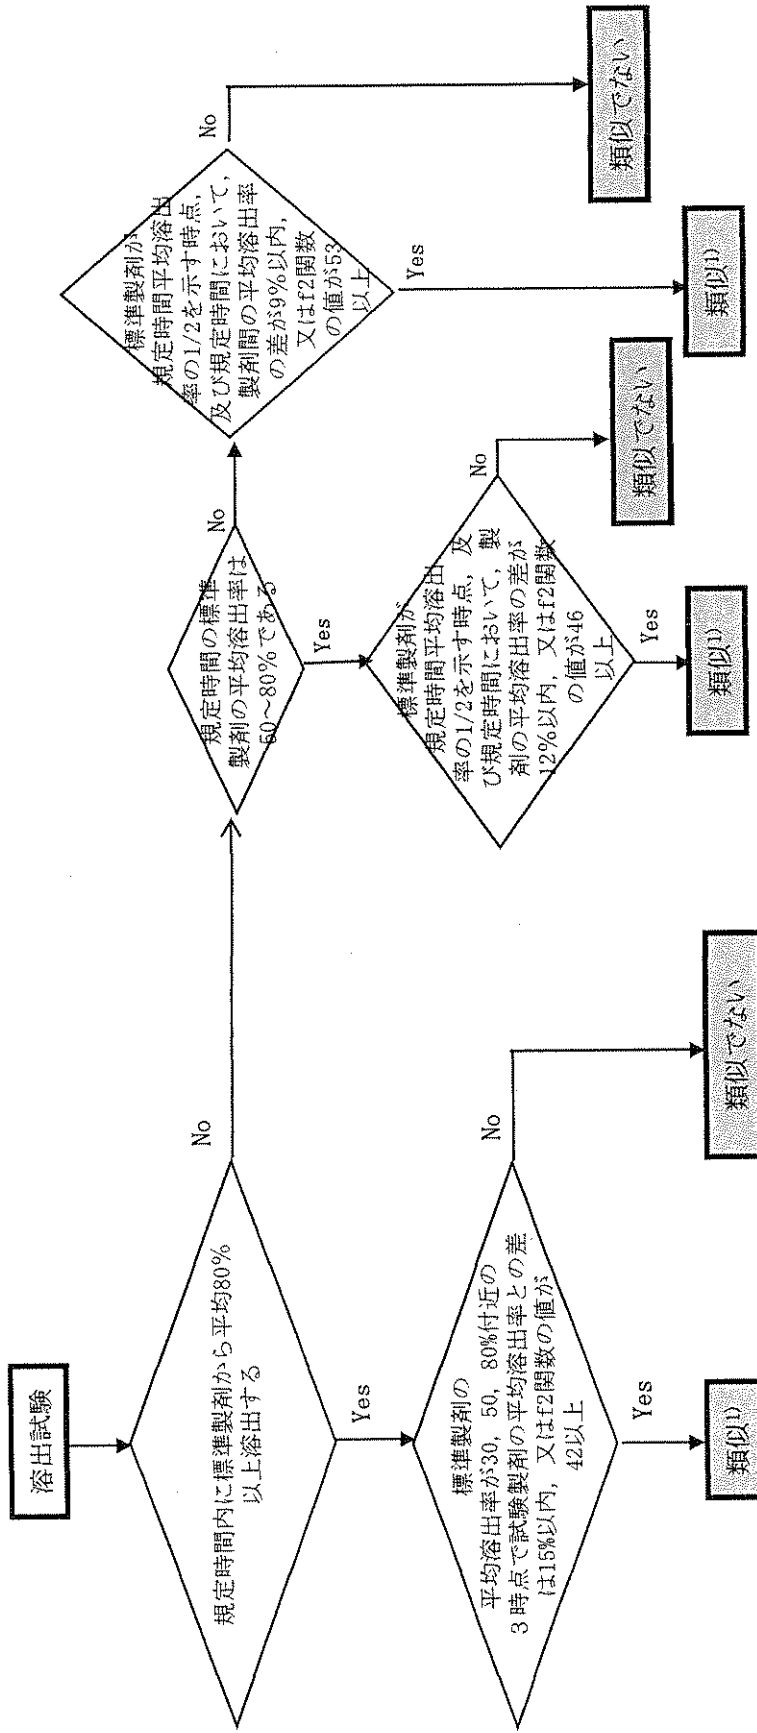 溶出試験
規定時間内に標準製剤から平均80%
以上溶出する
No
Yes
標準製剤の
平均溶出率が30, 50, 80%付近の
3時点で試験製剤の平均溶出率との差
は15%以内, 又はf2関数の値が
42以上
No
類似でない
Yes
類似1)
規定時間の標準
製剤の平均溶出率は
50～80%である
No
Yes
標準製剤が
規定時間平均溶出
率の1/2を示す時点, 及
び規定時間において, 製
剤の平均溶出率の差が
12%以内, 又はf2関数
の値が46
以上
No
類似でない
Yes
類似1)
標準製剤が
規定時間平均溶出
率の1/2を示す時点,
及び規定時間において,
製剤間の平均溶出率
の差が9%以内,
又はf2関数
の値が53
以上
No
類似でない
Yes
類似1)